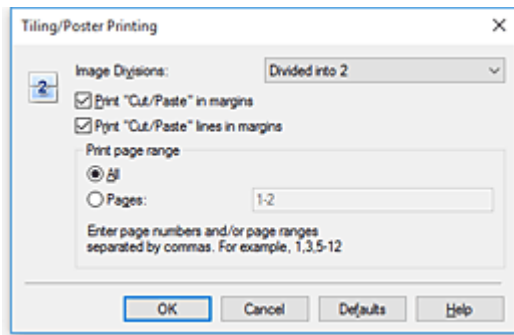 Tiling/Poster Printing
Image Divisions: Divided into 2
2
Print "Cut/Paste" in margins
Print "Cut/Paste" lines in margins
Print page range
All
Pages: 1-2
Enter page numbers and/or page ranges
separated by commas. For example, 1,3,5-12
OK Cancel Defaults Help